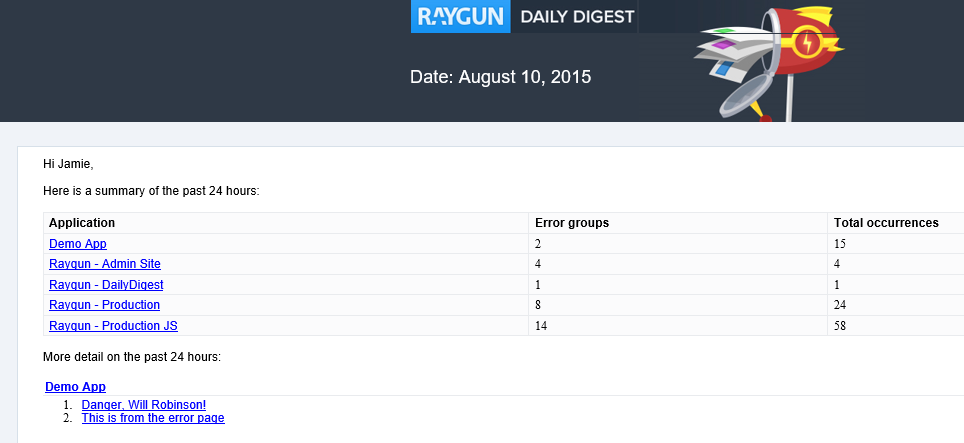 RAYGUN DAILY DIGEST
Date: August 10, 2015
Hi Jamie,
Here is a summary of the past 24 hours:
Application Error groups Total occurrences
Demo App 2 15
Raygun - Admin Site 4 4
Raygun - DailyDigest 1 1
Raygun - Production 8 24
Raygun - Production JS 14 58
More detail on the past 24 hours:
Demo App
1. Danger, Will Robinson!
2. This is from the error page